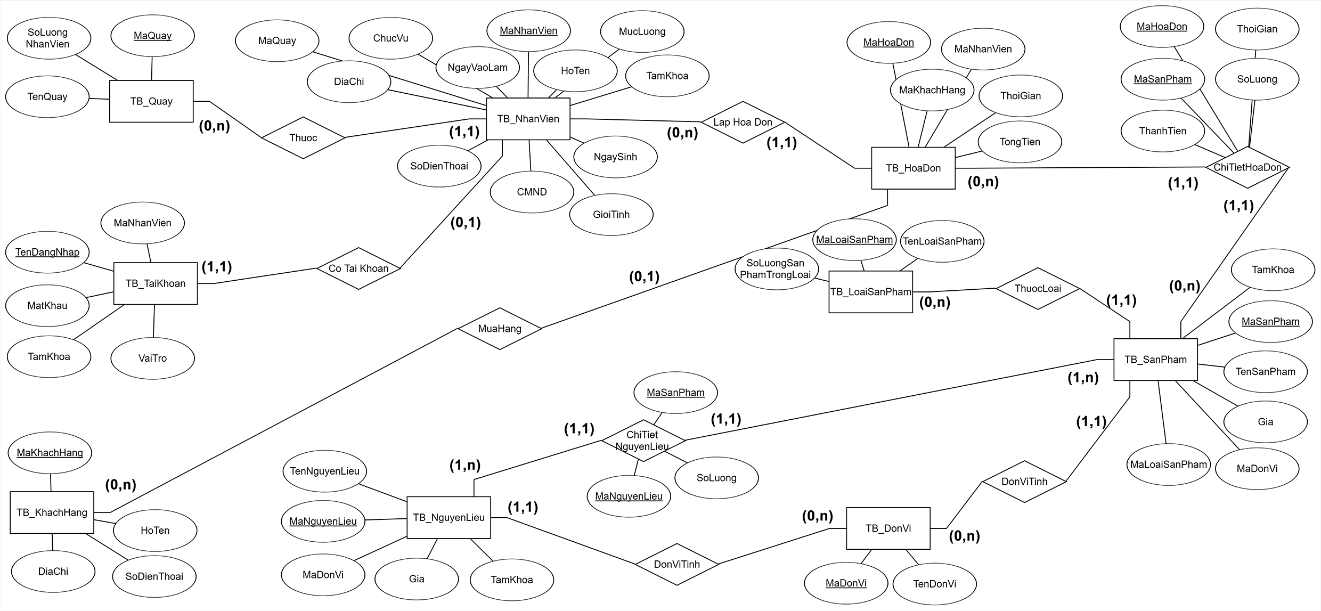 SoLuong
NhanVien
MaQuay
TenQuay
TB_Quay
(0,n)
Thuoc
MaQuay
ChucVu
MaNhanVien
MucLuong
DiaChi
NgayVaoLam
HoTen
TamKhoa
TB_NhanVien
(1,1)
(0,n)
SoDienThoai
CMND
GioiTinh
NgaySinh
(0,1)
Lap Hoa Don
(1,1)
MaHoaDon
MaNhanVien
MaKhachHang
ThoiGian
TongTien
TB_HoaDon
(0,n)
MaHoaDon
ThoiGian
MaSanPham
SoLuong
ThanhTien
ChiTietHoaDon
(1,1)
(1,1)
MaNhanVien
TenDangNhap
TB_TaiKhoan
(1,1)
MatKhau
TamKhoa
VaiTro
Co Tai Khoan
(0,1)
MuaHang
MaLoaiSanPham
TenLoaiSanPham
SoLuongSan
PhamTrongLoai
TB_LoaiSanPham
(0,n)
ThuocLoai
(1,1)
(0,n)
TamKhoa
MaSanPham
TB_SanPham
TenSanPham
Gia
MaLoaiSanPham
MaDonVi
(1,n)
(1,1)
MaSanPham
(1,1)
(1,1)
ChiTiet
NguyenLieu
MaNguyenLieu
SoLuong
MaKhachHang
TB_KhachHang
(0,n)
HoTen
DiaChi
SoDienThoai
(1,n)
TenNguyenLieu
MaNguyenLieu
TB_NguyenLieu
(1,1)
MaDonVi
Gia
TamKhoa
DonViTinh
(0,n)
TB_DonVi
(0,n)
MaDonVi
TenDonVi
DonViTinh